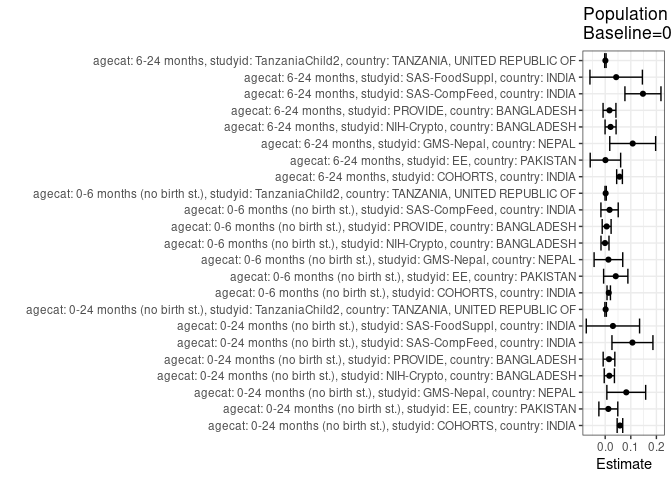 Population
Baseline=0
agecat: 6-24 months, studyid: TanzaniaChild2, country: TANZANIA, UNITED REPUBLIC OF
agecat: 6-24 months, studyid: SAS-FoodSuppl, country: INDIA
agecat: 6-24 months, studyid: SAS-CompFeed, country: INDIA
agecat: 6-24 months, studyid: PROVIDE, country: BANGLADESH
agecat: 6-24 months, studyid: NIH-Crypto, country: BANGLADESH
agecat: 6-24 months, studyid: GMS-Nepal, country: NEPAL
agecat: 6-24 months, studyid: EE, country: PAKISTAN
agecat: 6-24 months, studyid: COHORTS, country: INDIA
agecat: 0-6 months (no birth st.), studyid: TanzaniaChild2, country: TANZANIA, UNITED REPUBLIC OF
agecat: 0-6 months (no birth st.), studyid: SAS-CompFeed, country: INDIA
agecat: 0-6 months (no birth st.), studyid: PROVIDE, country: BANGLADESH
agecat: 0-6 months (no birth st.), studyid: NIH-Crypto, country: BANGLADESH
agecat: 0-6 months (no birth st.), studyid: GMS-Nepal, country: NEPAL
agecat: 0-6 months (no birth st.), studyid: EE, country: PAKISTAN
agecat: 0-6 months (no birth st.), studyid: COHORTS, country: INDIA
agecat: 0-24 months (no birth st.), studyid: TanzaniaChild2, country: TANZANIA, UNITED REPUBLIC OF
agecat: 0-24 months (no birth st.), studyid: SAS-FoodSuppl, country: INDIA
agecat: 0-24 months (no birth st.), studyid: SAS-CompFeed, country: INDIA
agecat: 0-24 months (no birth st.), studyid: PROVIDE, country: BANGLADESH
agecat: 0-24 months (no birth st.), studyid: NIH-Crypto, country: BANGLADESH
agecat: 0-24 months (no birth st.), studyid: GMS-Nepal, country: NEPAL
agecat: 0-24 months (no birth st.), studyid: EE, country: PAKISTAN
agecat: 0-24 months (no birth st.), studyid: COHORTS, country: INDIA
0.0 0.1 0.2
Estimate